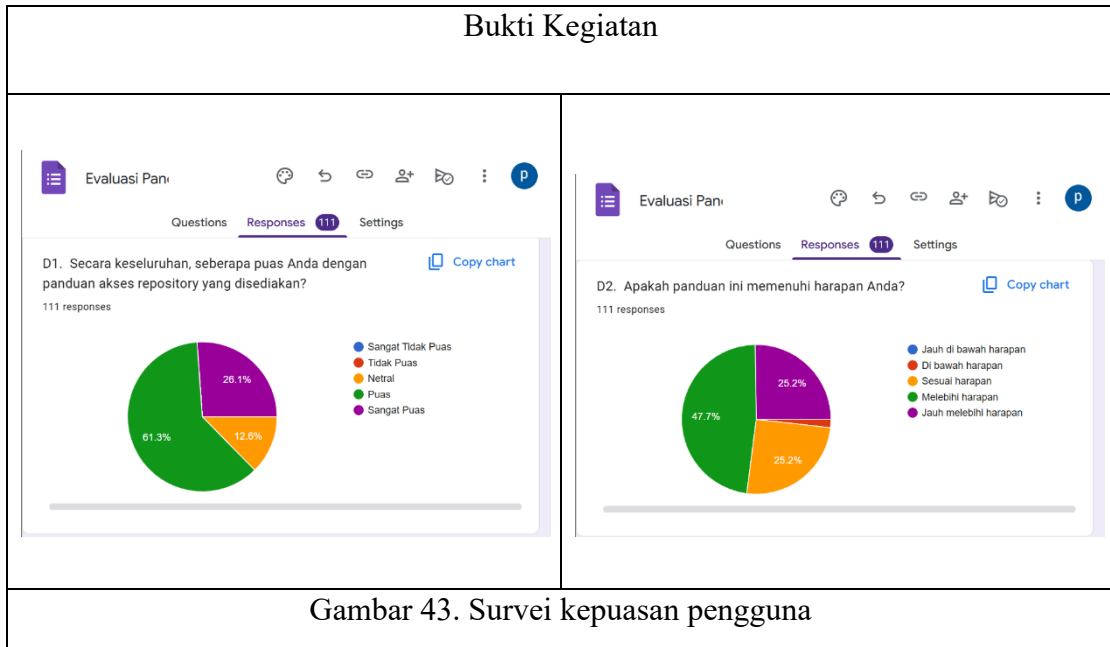 Bukti Kegiatan
Evaluasi Pan
p
Questions Responses 111 Settings
D1. Secara keseluruhan, seberapa puas Anda dengan
panduan akses repository yang disediakan?
Copy chart
111 responses
Sangat Tidak Puas
Tidak Puas
Netral
Puas
Sangat Puas
26.1%
61.3%
12.6%
Evaluasi Pan
p
Questions Responses 111 Settings
D2. Apakah panduan ini memenuhi harapan Anda?
Copy chart
111 responses
Jauh di bawah harapan
Di bawah harapan
Sesuai harapan
Melebihi harapan
Jauh melebihi harapan
25.2%
47.7%
25.2%
Gambar 43. Survei kepuasan pengguna